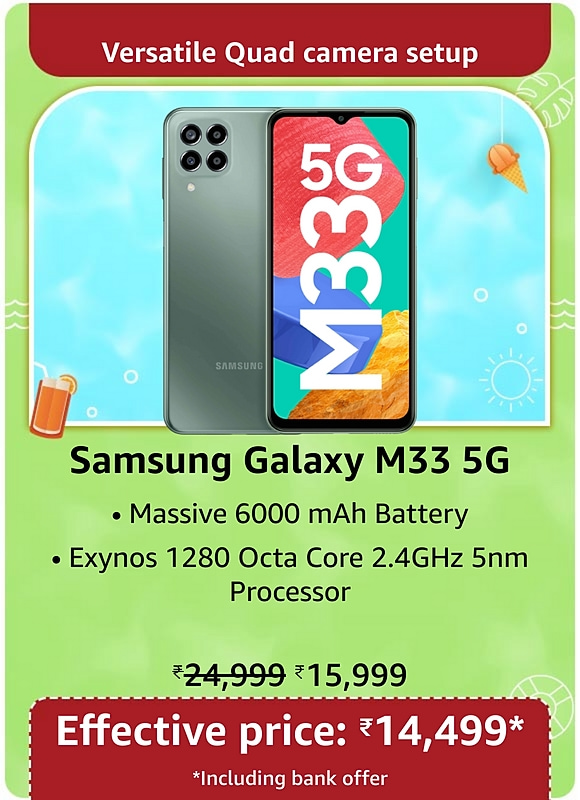 Versatile Quad camera setup
5G
M33
SAMSUNG
Samsung Galaxy M33 5G
• Massive 6000 mAh Battery
• Exynos 1280 Octa Core 2.4GHz 5nm
Processor
₹24,999 ₹15,999
Effective price: ₹14,499*
*Including bank offer